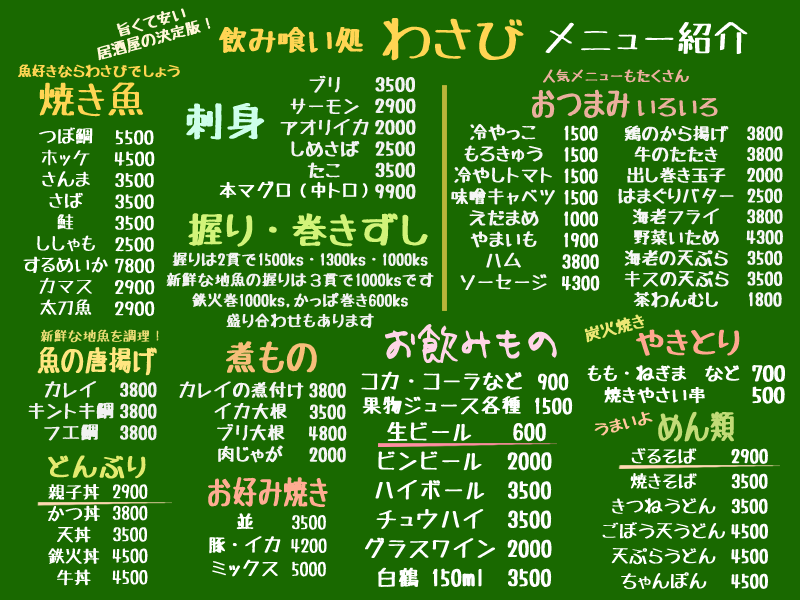 旨くて安い
居酒屋の決定版！
飲み喰い処 わさび メニュー紹介
魚好きならわさびでしょう
焼き魚
つぼ鯛 5500
ホッケ 4500
さんま 3500
さば 3500
鮭 3500
ししゃも 2500
するめいか 7800
カマス 2900
太刀魚 2900
刺身
ブリ 3500
サーモン 2900
アオリイカ 2000
しめさば 2500
たこ 3500
本マグロ（中トロ）9900
握り・巻きずし
握りは2貫で1500ks・1300ks・1000ks
新鮮な地魚の握りは３貫で1000ksです
鉄火巻1000ks,かっぱ巻き600ks
盛り合わせもあります
人気メニューもたくさん
おつまみ いろいろ
冷やっこ 1500
もろきゅう 1500
冷やしトマト 1500
味噌キャベツ 1500
えだまめ 1000
やまいも 1900
ハム 3800
ソーセージ 4300
鶏のから揚げ 3800
牛のたたき 3800
出し巻き玉子 2000
はまぐりバター 2500
海老フライ 3800
野菜いため 4300
海老の天ぷら 3500
キスの天ぷら 3500
茶わんむし 1800
新鮮な地魚を調理！
魚の唐揚げ
カレイ 3800
キントキ鯛 3800
フエ鯛 3800
どんぶり
親子丼 2900
かつ丼 3800
天丼 3500
鉄火丼 4500
牛丼 4500
煮もの
カレイの煮付け 3800
イカ大根 3500
ブリ大根 4800
肉じゃが 2000
お好み焼き
並 3500
豚・イカ 4200
ミックス 5000
お飲みもの
コカ・コーラなど 900
果物ジュース各種 1500
生ビール 600
ビンビール 2000
ハイボール 3500
チュウハイ 3500
グラスワイン 2000
白鶴 150ml 3500
炭火焼き
やきとり
もも・ねぎま など 700
焼きやさい串 500
うまいよ
めん類
ざるそば 2900
焼きそば 3500
きつねうどん 3500
ごぼう天うどん 4500
天ぷらうどん 4500
ちゃんぽん 4500